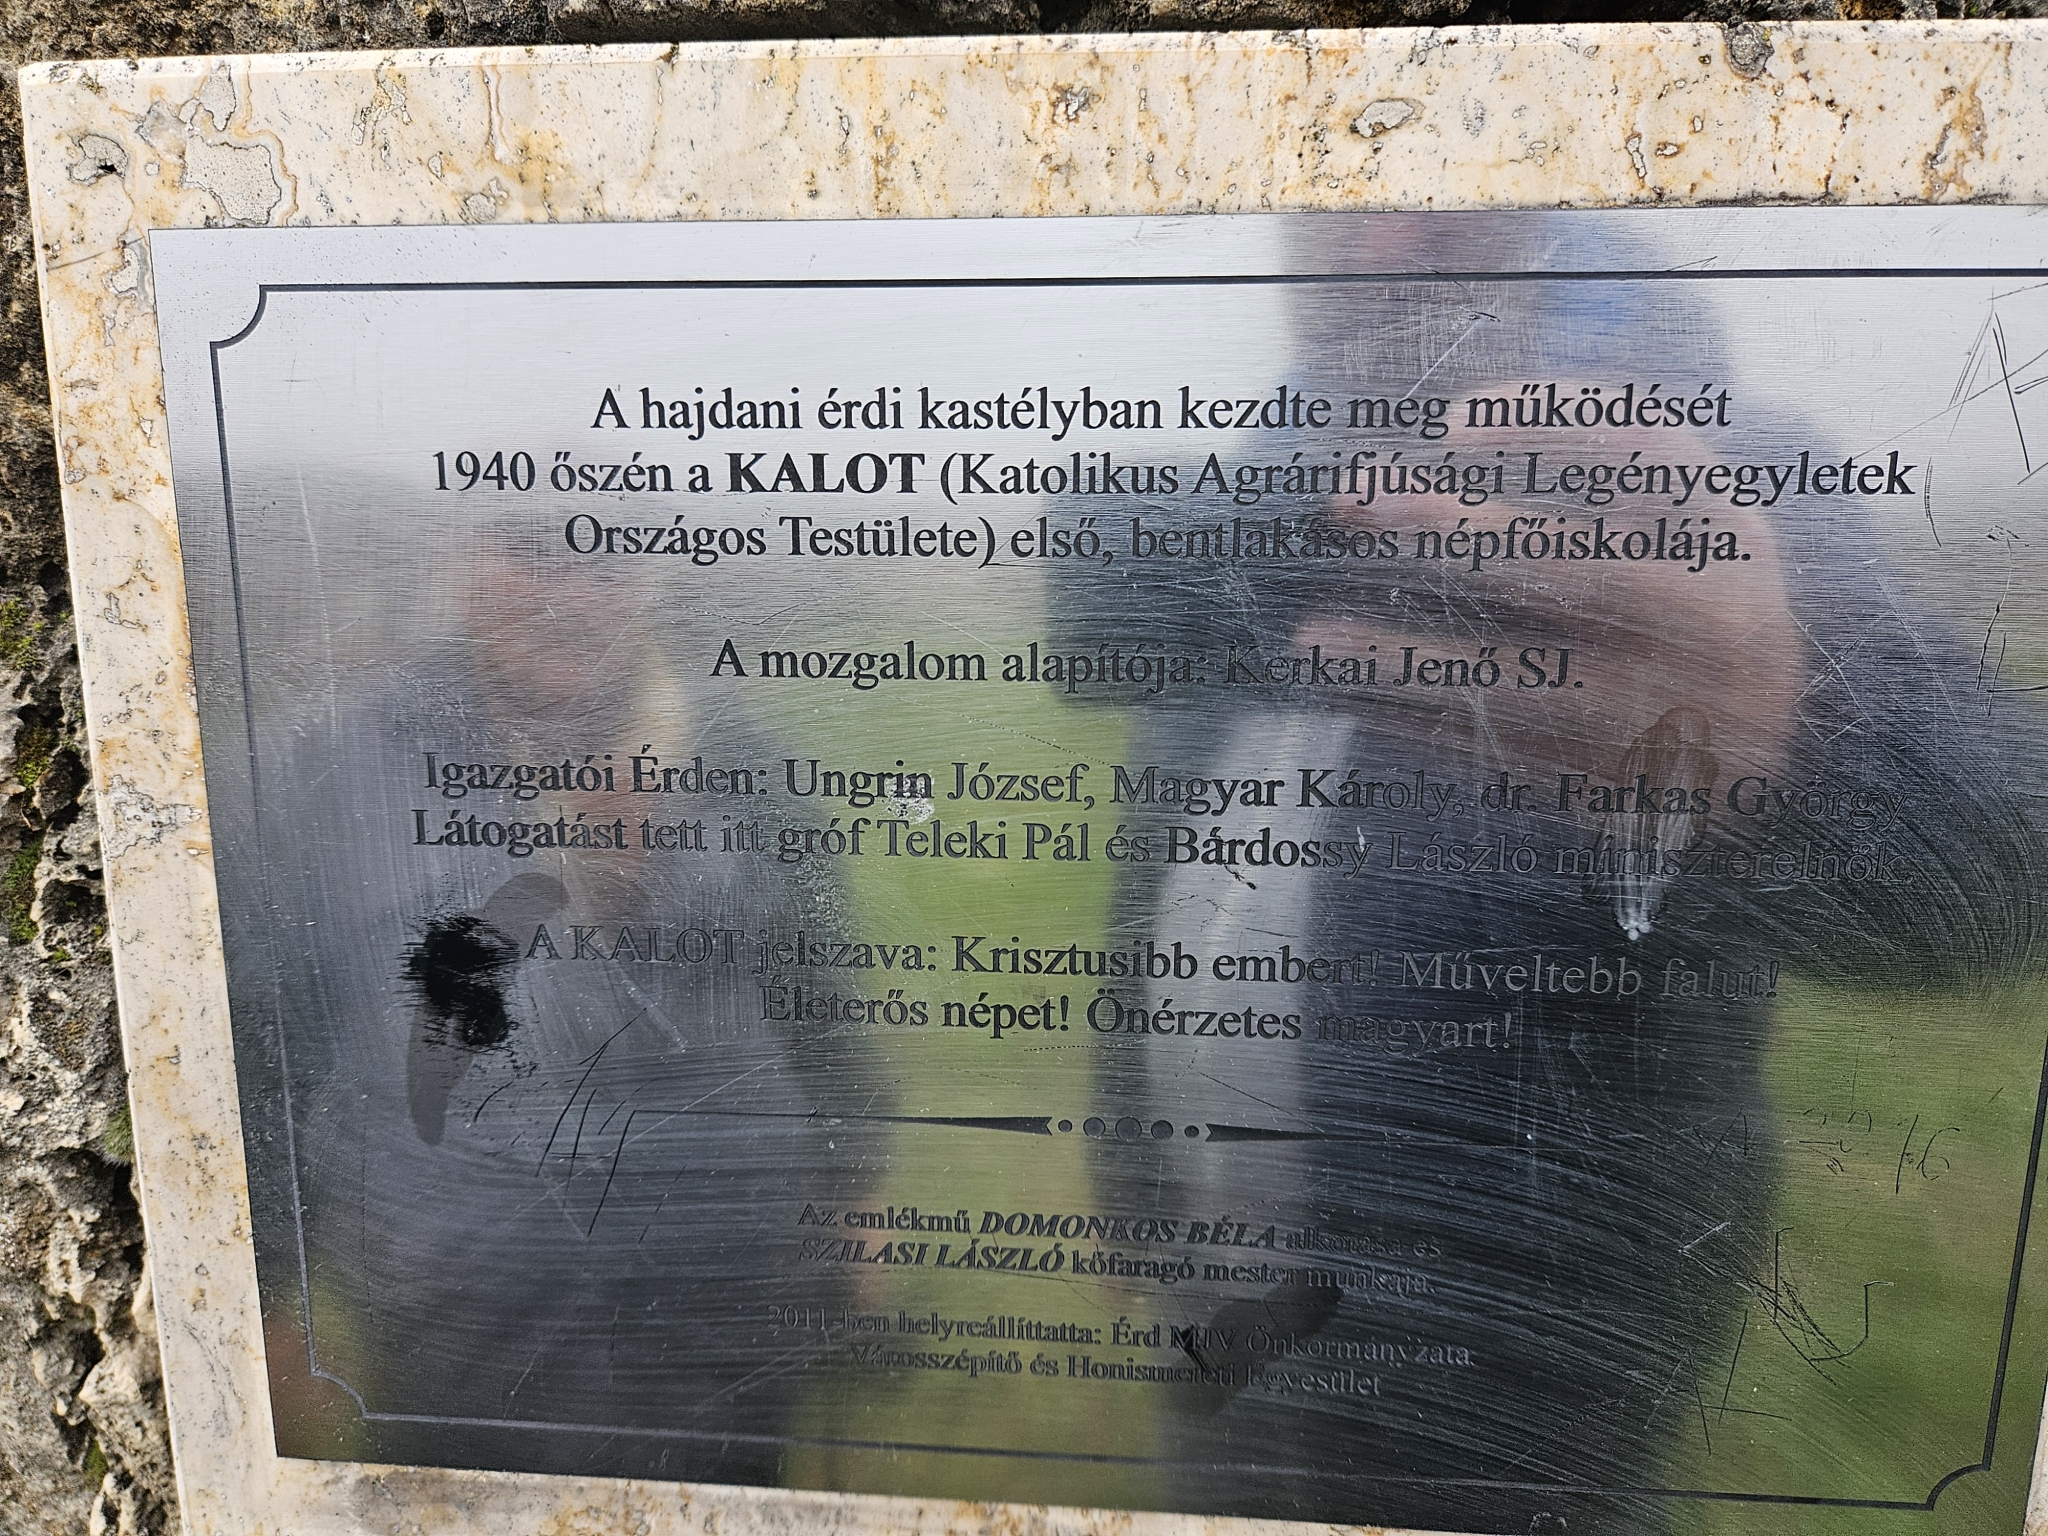 A hajdani érdi kastélyban kezdte meg működését
1940 őszén a KALOT (Katolikus Agrárifjúsági Legényegyletek
Országos Testülete) első, bentlakásos népfőiskolája.
A mozgalom alapítója: Kerkai Jenő SJ.
Igazgatói Érden: Ungrin József, Magyar Károly, dr. Farkas György
Látogatást tett itt gróf Teleki Pál és Bárdossy László miniszterelnök.
A KALOT jelszava: Krisztusibb embert! Műveltebb falut!
Életerős népet! Önérzetes magyart!
Az emlékmű DOMONKOS BÉLA alkotása és
SZILASI LÁSZLÓ kőfaragó mester munkája.
2011-ben helyreállíttatta: Érd MJV Önkormányzata
Városszépítő és Honismereti Egyesület